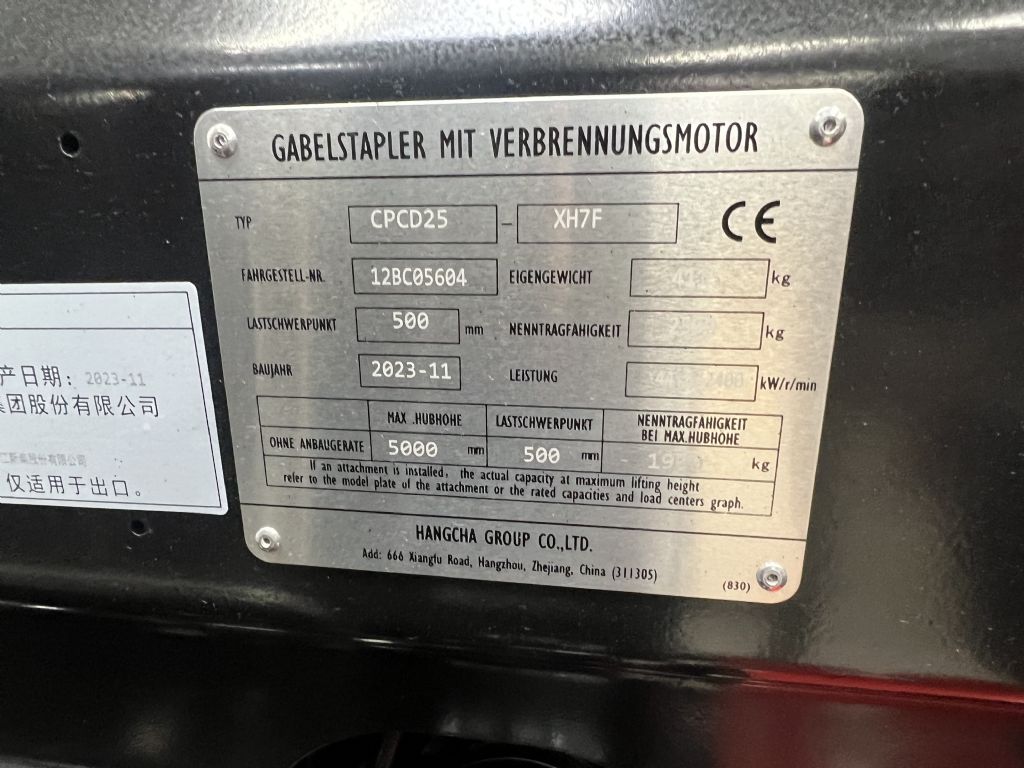 GABELSTAPLER MIT VERBRENNUNGSMOTOR
TYP CPCD25 – XH7F CE
FAHRGESTELL-NR. 12BC05604 EIGENGEWICHT kg
LASTSCHWERPUNKT 500 mm NENNTRAGFAHIGKEIT kg
BAUJAHR 2023-11 LEISTUNG kW/r/min
MAX .HUBHOHE LASTSCHWERPUNKT NENNTRAGFAHIGKEIT
BEI MAX.HUBHOHE
OHNE ANBAUGERATE 5000 mm 500 mm kg
If an attachment is installed, the actual capacity at maximum lifting height
refer to the model plate of the attachment or the rated capacities and load centers graph.
HANGCHA GROUP CO.,LTD.
Add: 666 Xiangfu Road, Hangzhou, Zhejiang, China (311305)
(830)
产日期: 2023-11
集团股份有限公司
仅适用于出口。